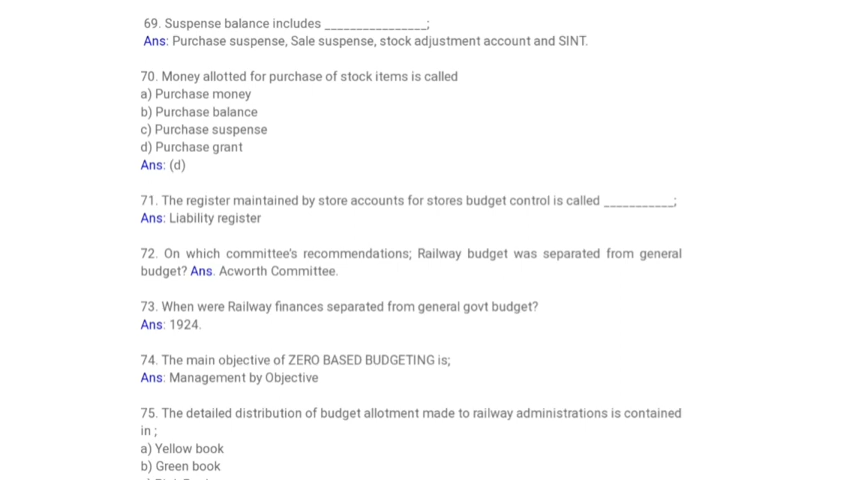 69. Suspense balance includes ________________;
Ans: Purchase suspense, Sale suspense, stock adjustment account and SINT.
70. Money allotted for purchase of stock items is called
a) Purchase money
b) Purchase balance
c) Purchase suspense
d) Purchase grant
Ans: (d)
71. The register maintained by store accounts for stores budget control is called ___________;
Ans: Liability register
72. On which committee's recommendations; Railway budget was separated from general
budget? Ans. Acworth Committee.
73. When were Railway finances separated from general govt budget?
Ans: 1924.
74. The main objective of ZERO BASED BUDGETING is;
Ans: Management by Objective
75. The detailed distribution of budget allotment made to railway administrations is contained
in ;
a) Yellow book
b) Green book